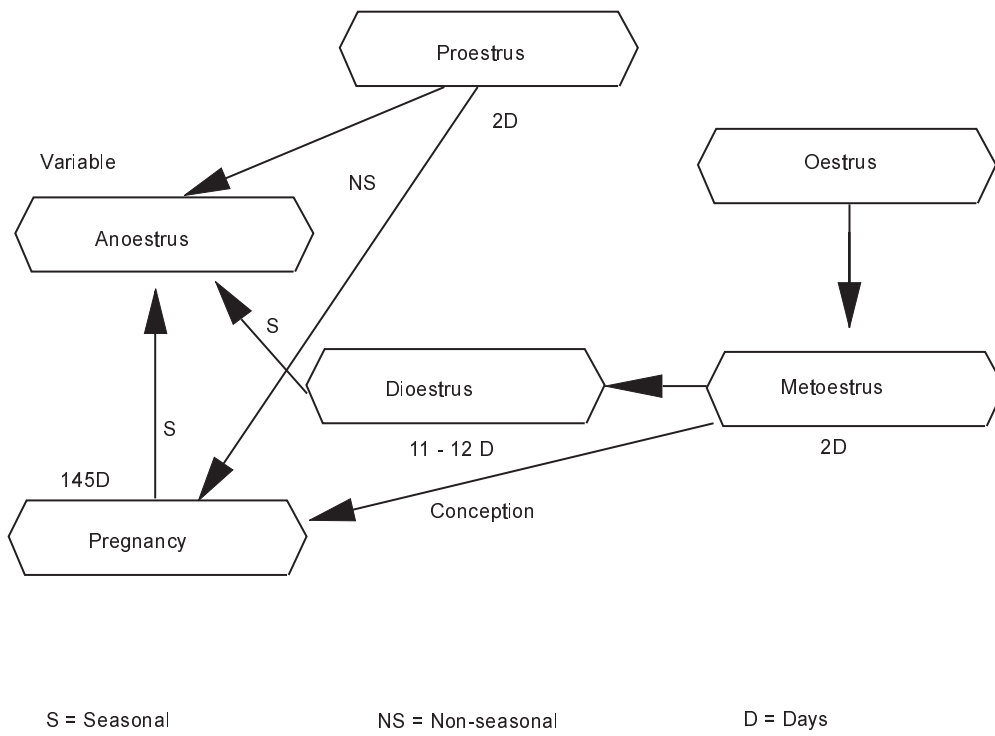 Proestrus
2D
Variable
Oestrus
NS
Anoestrus
S
Dioestrus
Metoestrus
S
11 - 12 D
2D
145D
Conception
Pregnancy
S = Seasonal
NS = Non-seasonal
D = Days